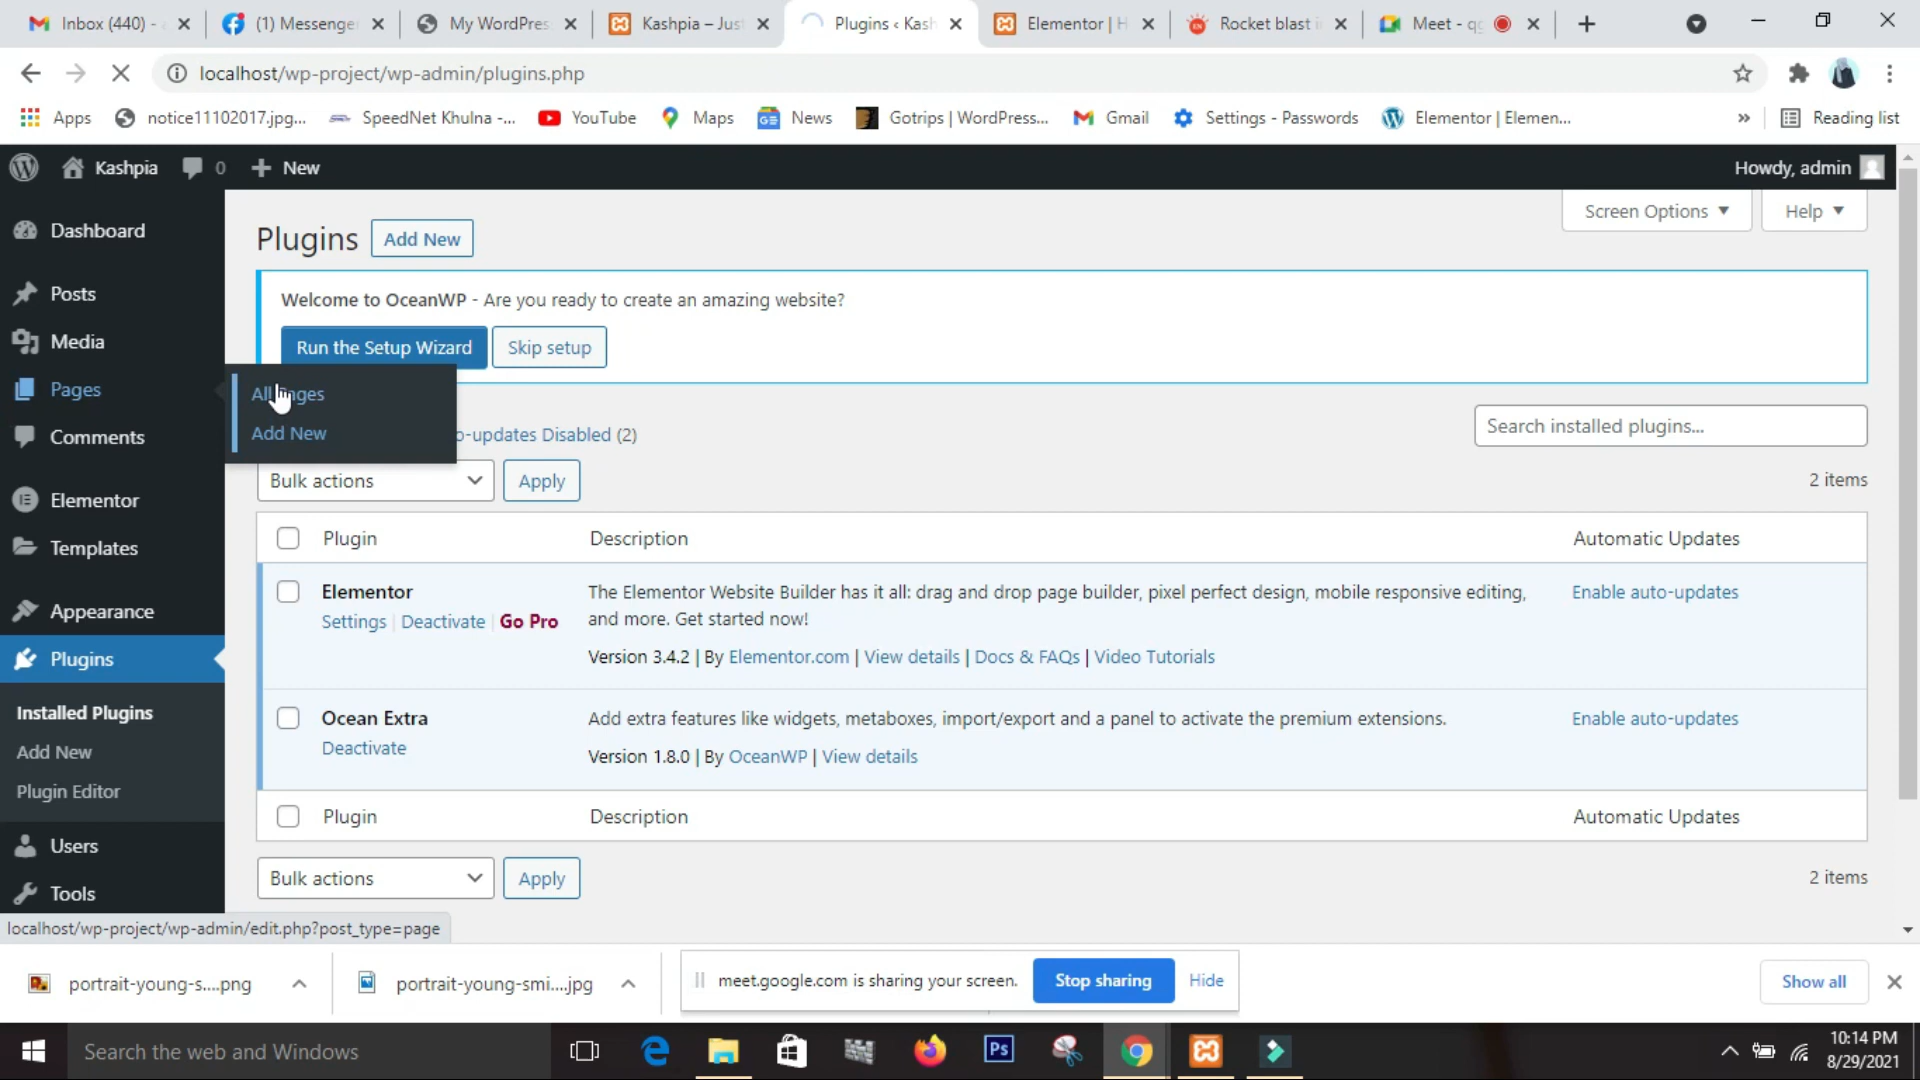 Inbox (440) -
(1) Messenger
My WordPres
Kashpia – Just
Plugins ‹ Kash
Elementor | H
Rocket blast i
Meet - qg
localhost/wp-project/wp-admin/plugins.php
Apps
notice11102017.jpg...
SpeedNet Khulna -...
YouTube
Maps
News
Gotrips | WordPress...
Gmail
Settings - Passwords
Elementor | Elemen...
»
Reading list
Kashpia
0
New
Howdy, admin
Dashboard
Posts
Media
Pages
Comments
Elementor
Templates
Appearance
Plugins
Installed Plugins
Add New
Plugin Editor
Users
Tools
Screen Options
Help
Plugins
Add New
Welcome to OceanWP - Are you ready to create an amazing website?
Run the Setup Wizard
Skip setup
All Pages
Add New
o-updates Disabled (2)
Search installed plugins...
Bulk actions
Apply
2 items
Plugin
Description
Automatic Updates
Elementor
Settings | Deactivate | Go Pro
The Elementor Website Builder has it all: drag and drop page builder, pixel perfect design, mobile responsive editing,
and more. Get started now!
Version 3.4.2 | By Elementor.com | View details | Docs & FAQs | Video Tutorials
Enable auto-updates
Ocean Extra
Deactivate
Add extra features like widgets, metaboxes, import/export and a panel to activate the premium extensions.
Version 1.8.0 | By OceanWP | View details
Enable auto-updates
Plugin
Description
Automatic Updates
Bulk actions
Apply
2 items
localhost/wp-project/wp-admin/edit.php?post_type=page
portrait-young-s....png
portrait-young-smi....jpg
meet.google.com is sharing your screen.
Stop sharing
Hide
Show all
Search the web and Windows
Ps
10:14 PM
8/29/2021